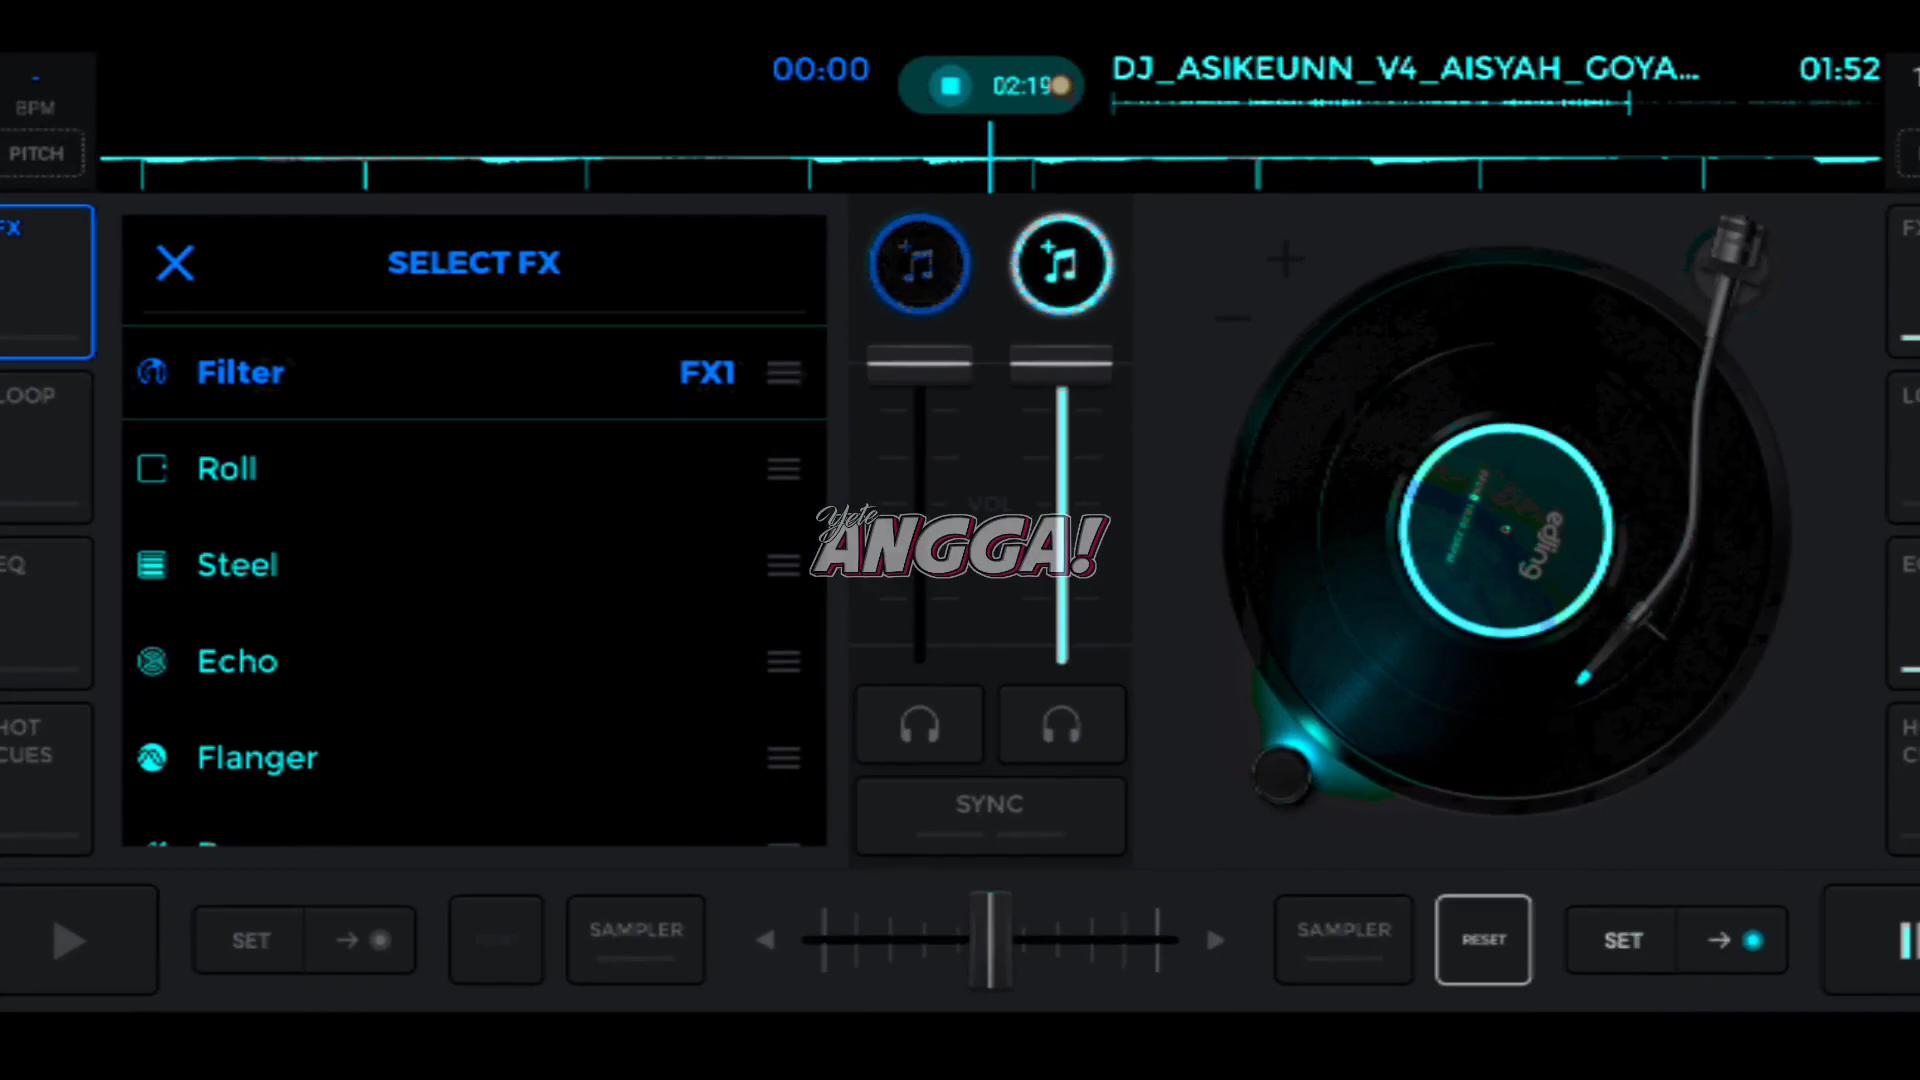 00:00
02:19
DJ_ASIKEUNN_V4_AISYAH_GOYA...
01:52
-
BPM
PITCH
FX
SELECT FX
Filter
FX1
LOOP
Roll
VOL
Yete
ANGGA!
EQ
Steel
edjing
Echo
HOT
CUES
Flanger
SYNC
SET
SAMPLER
SAMPLER
RESET
SET